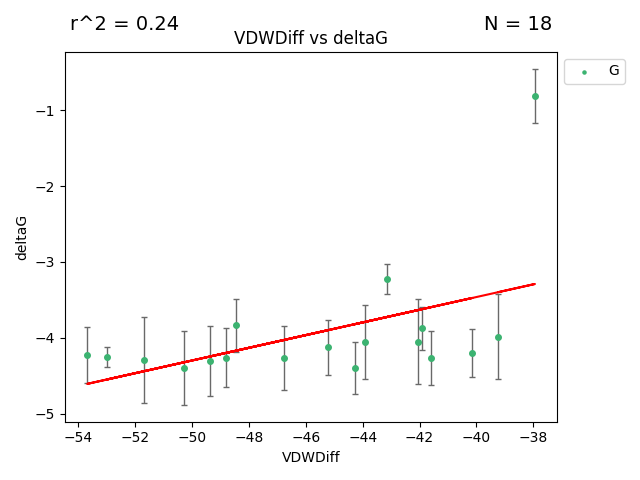 r^2 = 0.24
N = 18
VDWDiff vs deltaG
G
−1
−2
−3
−4
−5
deltaG
−54 −52 −50 −48 −46 −44 −42 −40 −38
VDWDiff